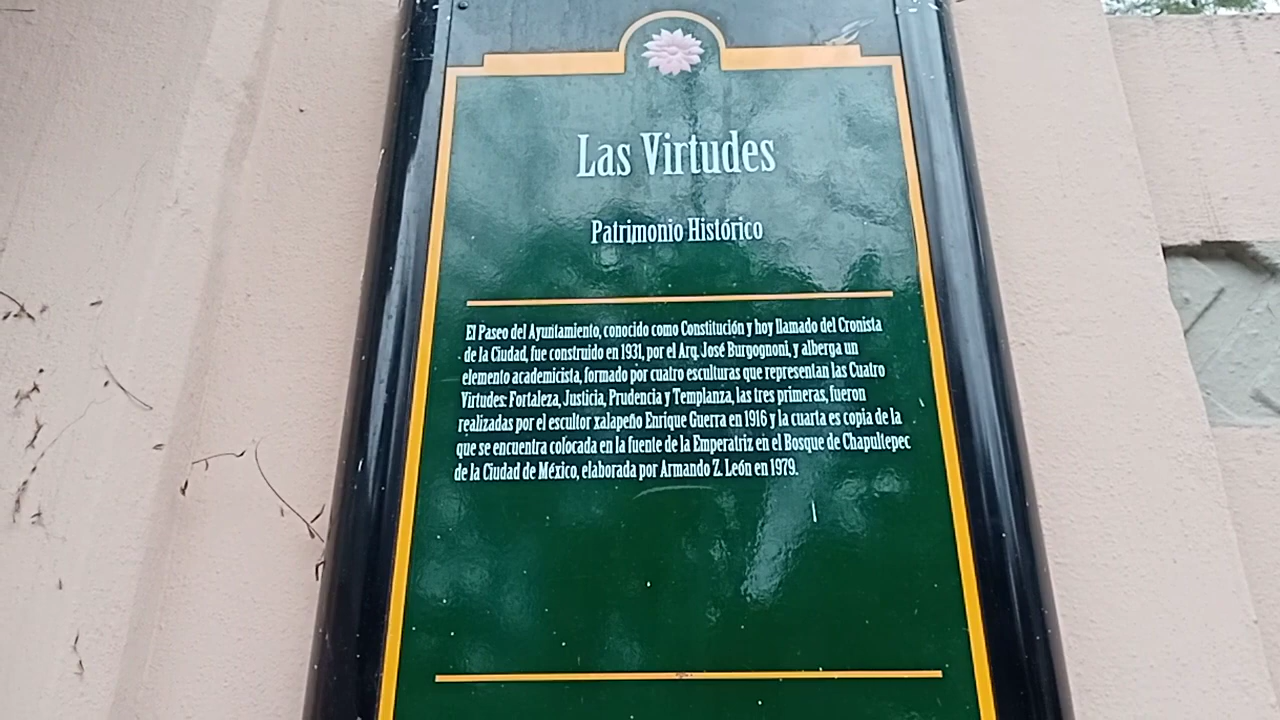 Las Virtudes
Patrimonio Histórico
El Paseo del Ayuntamiento, conocido como Constitución y hoy llamado del Cronista
de la Ciudad, fue construido en 1931, por el Arq. José Burgognoni, y alberga un
elemento academicista, formado por cuatro esculturas que representan las Cuatro
Virtudes: Fortaleza, Justicia, Prudencia y Templanza, las tres primeras, fueron
realizadas por el escultor xalapeño Enrique Guerra en 1916 y la cuarta es copia de la
que se encuentra colocada en la fuente de la Emperatriz en el Bosque de Chapultepec
de la Ciudad de México, elaborada por Armando Z. León en 1979.